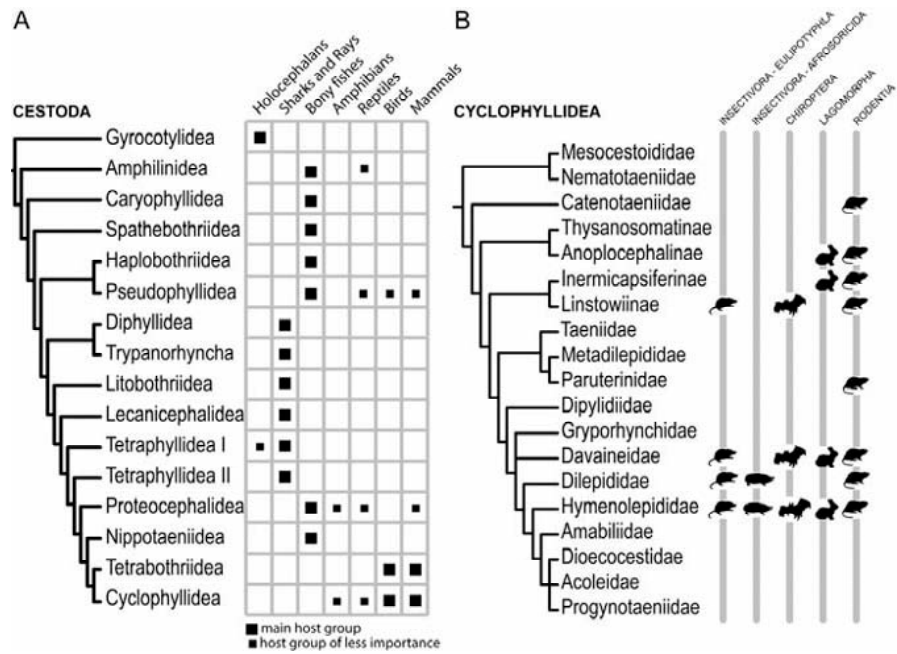 A
Holocephalans
Sharks and Rays
Bony fishes
Amphibians
Reptiles
Birds
Mammals
CESTODA
Gyrocotylidea
Amphilinidea
Caryophyllidea
Spathebothriidea
Haplobothriidea
Pseudophyllidea
Diphyllidea
Trypanorhyncha
Litobothriidea
Lecanicephalidea
Tetraphyllidea I
Tetraphyllidea II
Proteocephalidea
Nippotaeniidea
Tetrabothriidea
Cyclophyllidea
main host group
host group of less importance
B
INSECTIVORA - EULIPOTYPHLA
INSECTIVORA - AFROSORICIDA
CHIROPTERA
LAGOMORPHA
RODENTIA
CYCLOPHYLLIDEA
Mesocestoididae
Nematotaeniidae
Catenotaeniidae
Thysanosomatinae
Anoplocephalinae
Inermicapsiferinae
Linstowiinae
Taeniidae
Metadilepididae
Paruterinidae
Dipylidiidae
Gryporhynchidae
Davaineidae
Dilepididae
Hymenolepididae
Amabiliidae
Dioecocestidae
Acoleidae
Progynotaeniidae